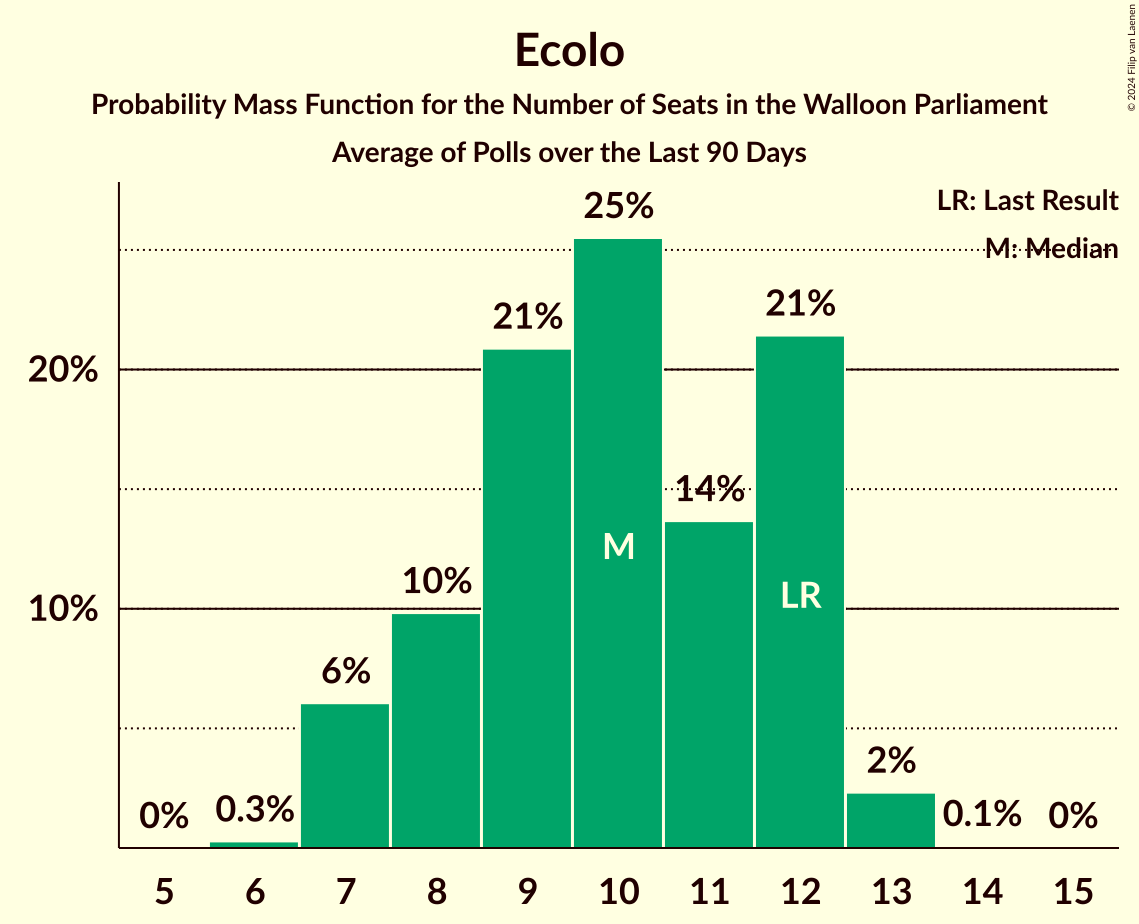 Ecolo
Probability Mass Function for the Number of Seats in the Walloon Parliament
Average of Polls over the Last 90 Days
© 2024 Filip van Laenen
LR: Last Result
M: Median
25%
21%
21%
20%
14%
M
10%
LR
10%
6%
2%
0%
0.3%
0.1%
0%
5 6 7 8 9 10 11 12 13 14 15